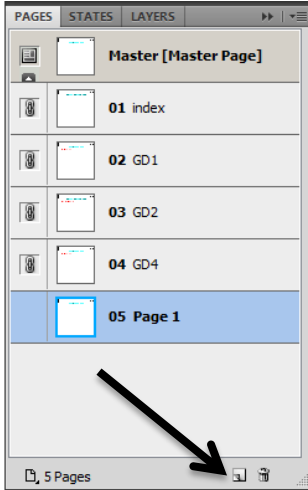 PAGES STATES LAYERS
Master [Master Page]
01 index
02 GD1
03 GD2
04 GD4
05 Page 1
5 Pages